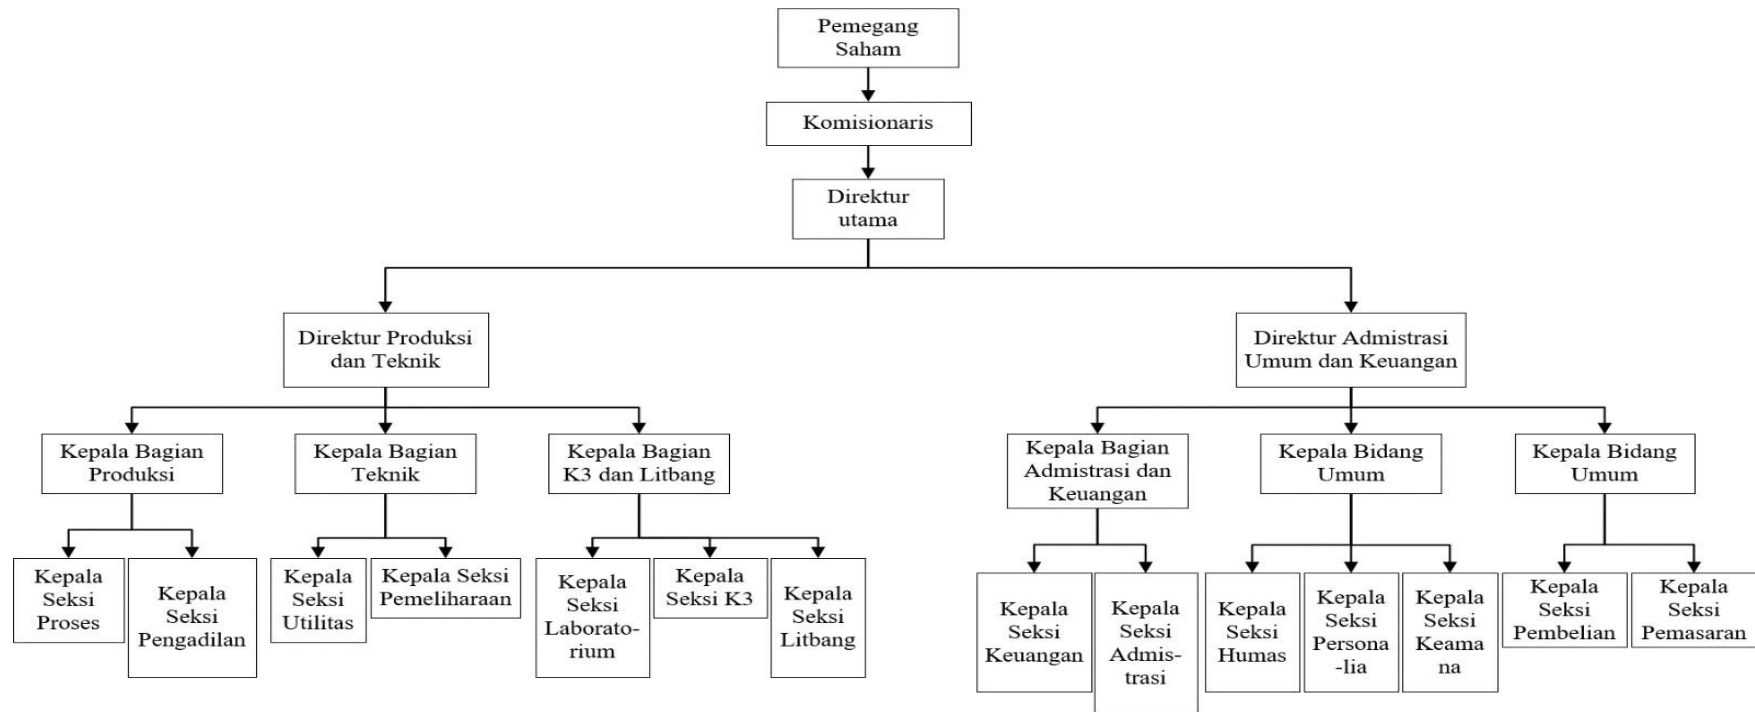 Pemegang
Saham
Komisionaris
Direktur
utama
Direktur Produksi
dan Teknik
Direktur Admistrasi
Umum dan Keuangan
Kepala Bagian
Produksi
Kepala Bagian
Teknik
Kepala Bagian
K3 dan Litbang
Kepala Bagian
Admistrasi dan
Keuangan
Kepala Bidang
Umum
Kepala Bidang
Umum
Kepala
Seksi
Proses
Kepala
Seksi
Pengadilan
Kepala
Seksi
Utilitas
Kepala Seksi
Pemeliharaan
Kepala
Seksi
Laborato-
rium
Kepala
Seksi K3
Kepala
Seksi
Litbang
Kepala
Seksi
Keuangan
Kepala
Seksi
Admis-
trasi
Kepala
Seksi
Humas
Kepala
Seksi
Persona
-lia
Kepala
Seksi
Keama
na
Kepala
Seksi
Pembelian
Kepala
Seksi
Pemasaran